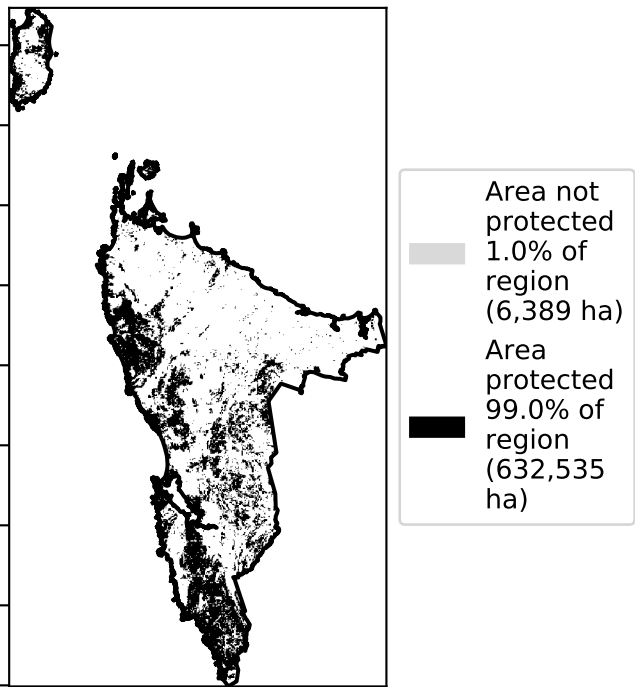 Area not
protected
1.0% of
region
(6,389 ha)
Area
protected
99.0% of
region
(632,535
ha)